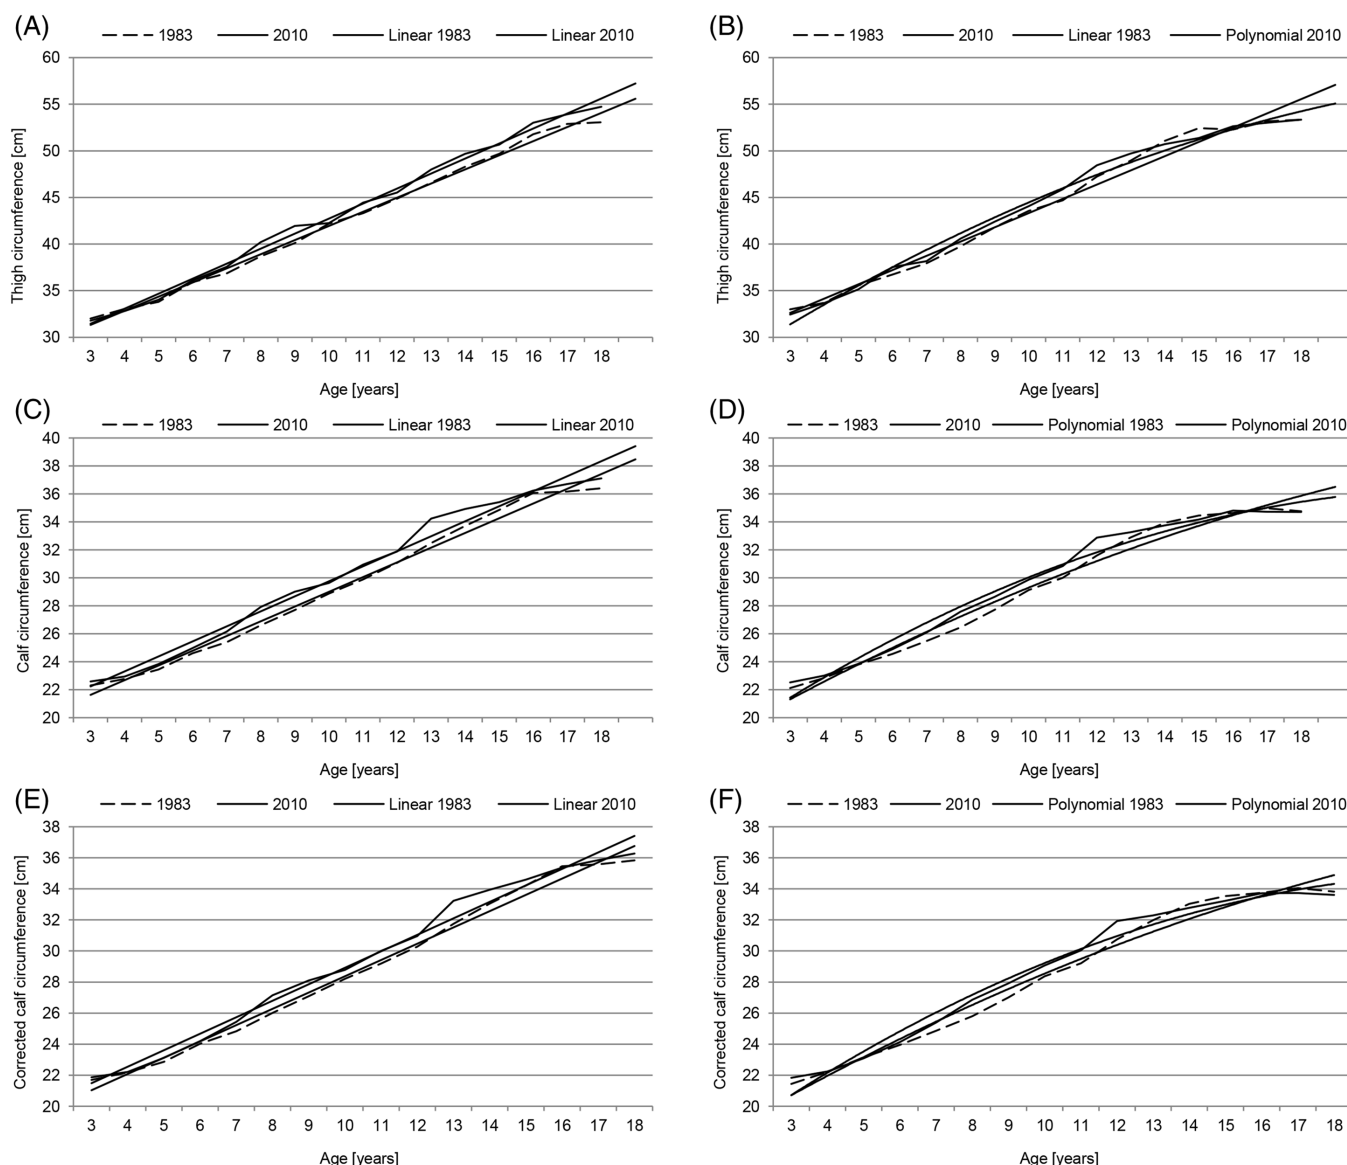 (A)
1983 2010 Linear 1983 Linear 2010
Thigh circumference [cm]
60
55
50
45
40
35
30
3 4 5 6 7 8 9 10 11 12 13 14 15 16 17 18
Age [years]
(B)
1983 2010 Linear 1983 Polynomial 2010
Thigh circumference [cm]
60
55
50
45
40
35
30
3 4 5 6 7 8 9 10 11 12 13 14 15 16 17 18
Age [years]
(C)
1983 2010 Linear 1983 Linear 2010
Calf circumference [cm]
40
38
36
34
32
30
28
26
24
22
20
3 4 5 6 7 8 9 10 11 12 13 14 15 16 17 18
Age [years]
(D)
1983 2010 Polynomial 1983 Polynomial 2010
Calf circumference [cm]
40
38
36
34
32
30
28
26
24
22
20
3 4 5 6 7 8 9 10 11 12 13 14 15 16 17 18
Age [years]
(E)
1983 2010 Linear 1983 Linear 2010
Corrected calf circumference [cm]
38
36
34
32
30
28
26
24
22
20
3 4 5 6 7 8 9 10 11 12 13 14 15 16 17 18
Age [years]
(F)
1983 2010 Polynomial 1983 Polynomial 2010
Corrected calf circumference [cm]
38
36
34
32
30
28
26
24
22
20
3 4 5 6 7 8 9 10 11 12 13 14 15 16 17 18
Age [years]